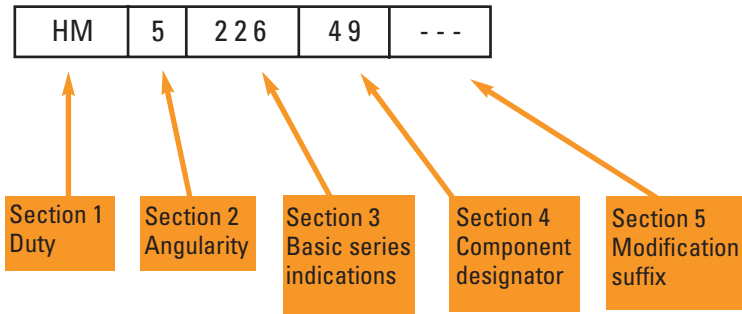 HM 5 2 2 6 4 9 - - -
Section 1
Duty
Section 2
Angularity
Section 3
Basic series
indications
Section 4
Component
designator
Section 5
Modification
suffix